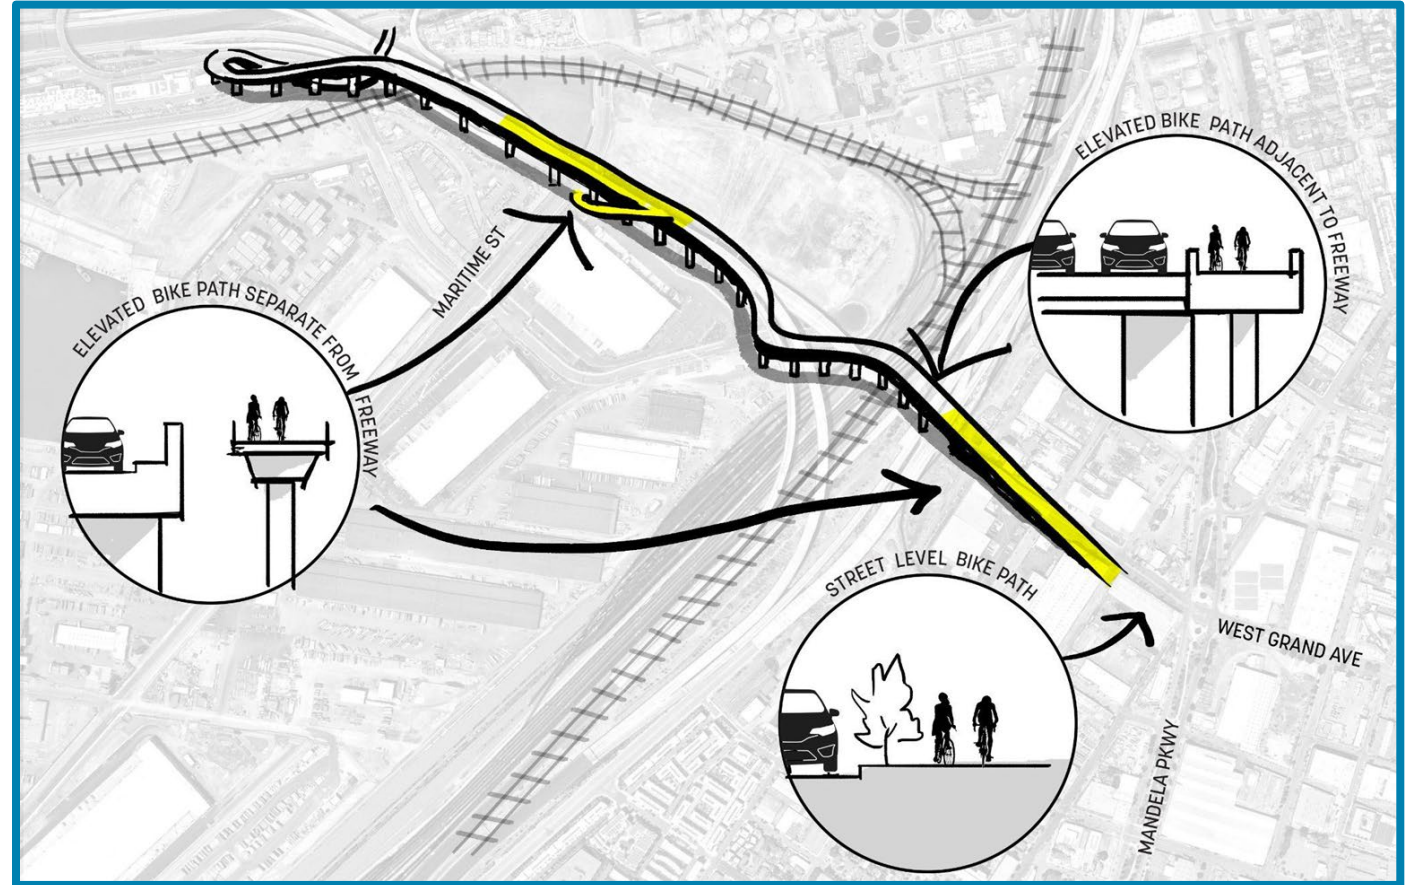 ELEVATED BIKE PATH ADJACENT TO FREEWAY
MARITIME ST
ELEVATED BIKE PATH SEPARATE FROM FREEWAY
STREET LEVEL BIKE PATH
WEST GRAND AVE
MANDELA PKWY